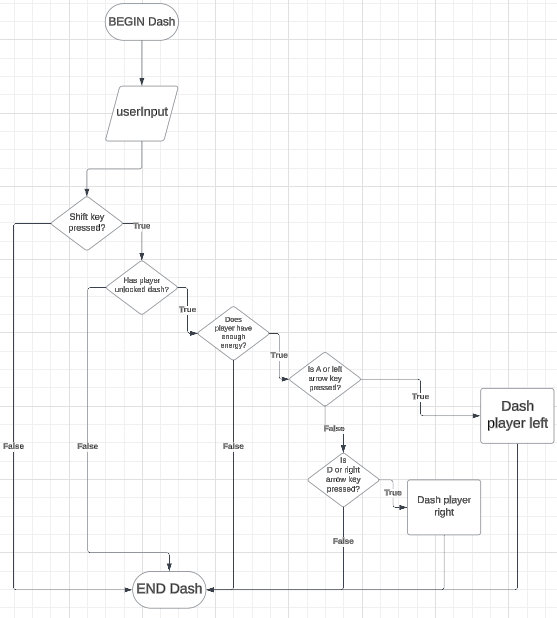 BEGIN Dash
userInput
Shift key
pressed?
True
Has player
unlocked dash?
True
Does
player have
enough
energy?
True
Is A or left
arrow key
pressed?
True
Dash
player left
False
False
False
False
Is
D or right
arrow key
pressed?
True
Dash player
right
False
END Dash